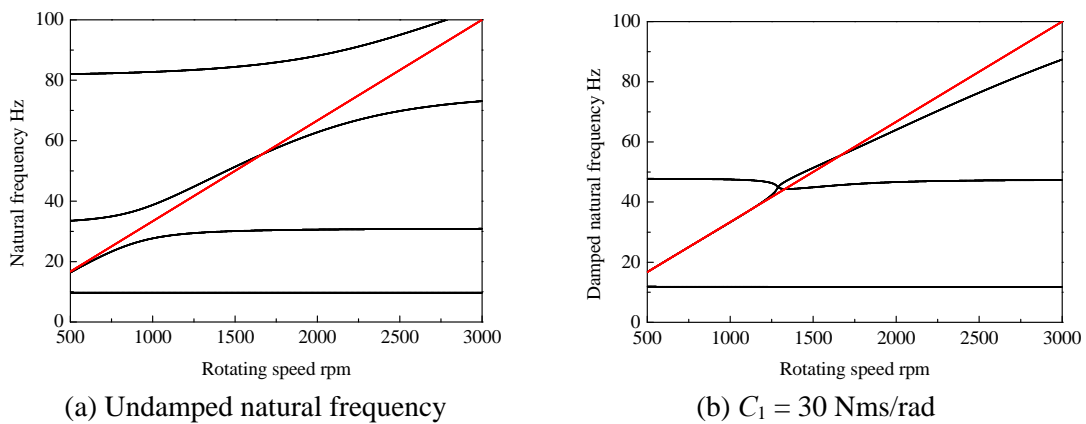 100
80
60
40
20
0
Natural frequency Hz
500 1000 1500 2000 2500 3000
Rotating speed rpm
(a) Undamped natural frequency
100
80
60
40
20
0
Damped natural frequency Hz
500 1000 1500 2000 2500 3000
Rotating speed rpm
(b) C₁ = 30 Nms/rad